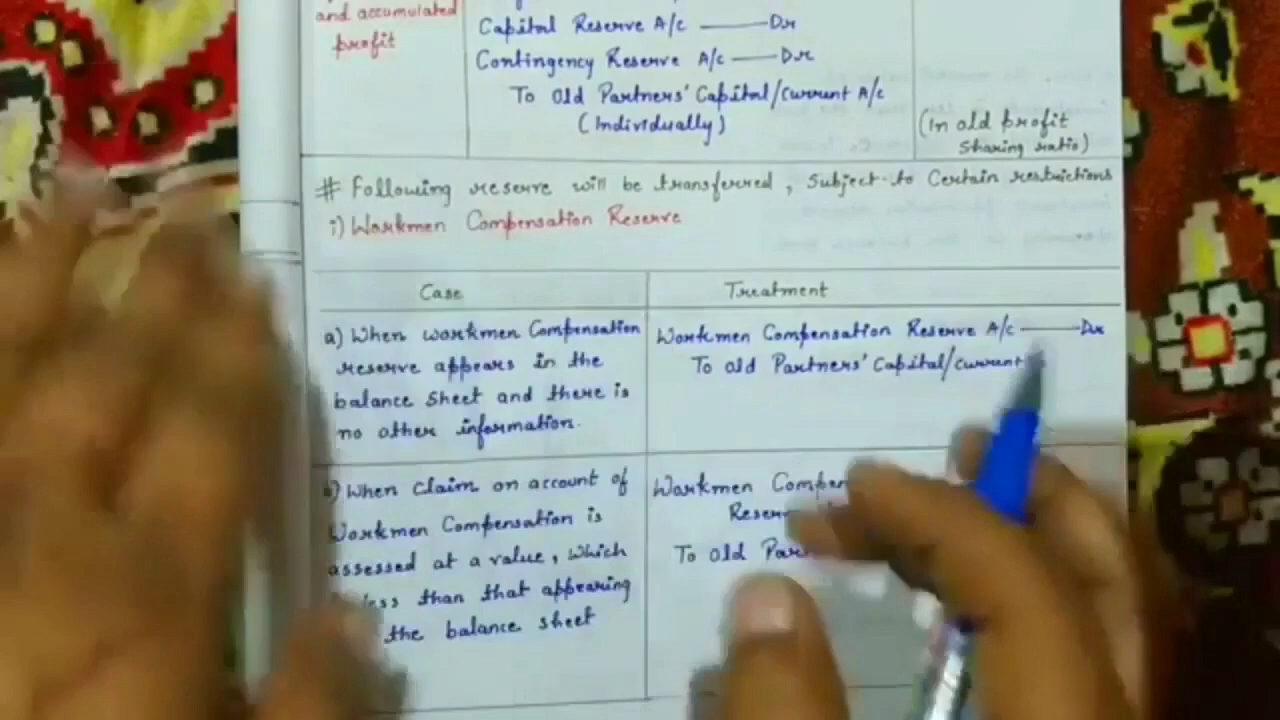 and accumulated
profit
Capital Reserve A/c ——— Dr
Contingency Reserve A/c ——— Dr
To Old Partners' Capital/Current A/c
(Individually)
(In old profit
sharing ratio)
# Following reserve will be transferred, Subject to Certain restrictions
i) Workmen Compensation Reserve
Case
Treatment
a) When workmen Compensation
reserve appears in the
balance sheet and there is
no other information.
Workmen Compensation Reserve A/c ——— Dr
To old Partners' Capital/Current
b) When Claim on account of
Workmen Compensation is
assessed at a value, which
less than that appearing
the balance sheet
Workmen
To old